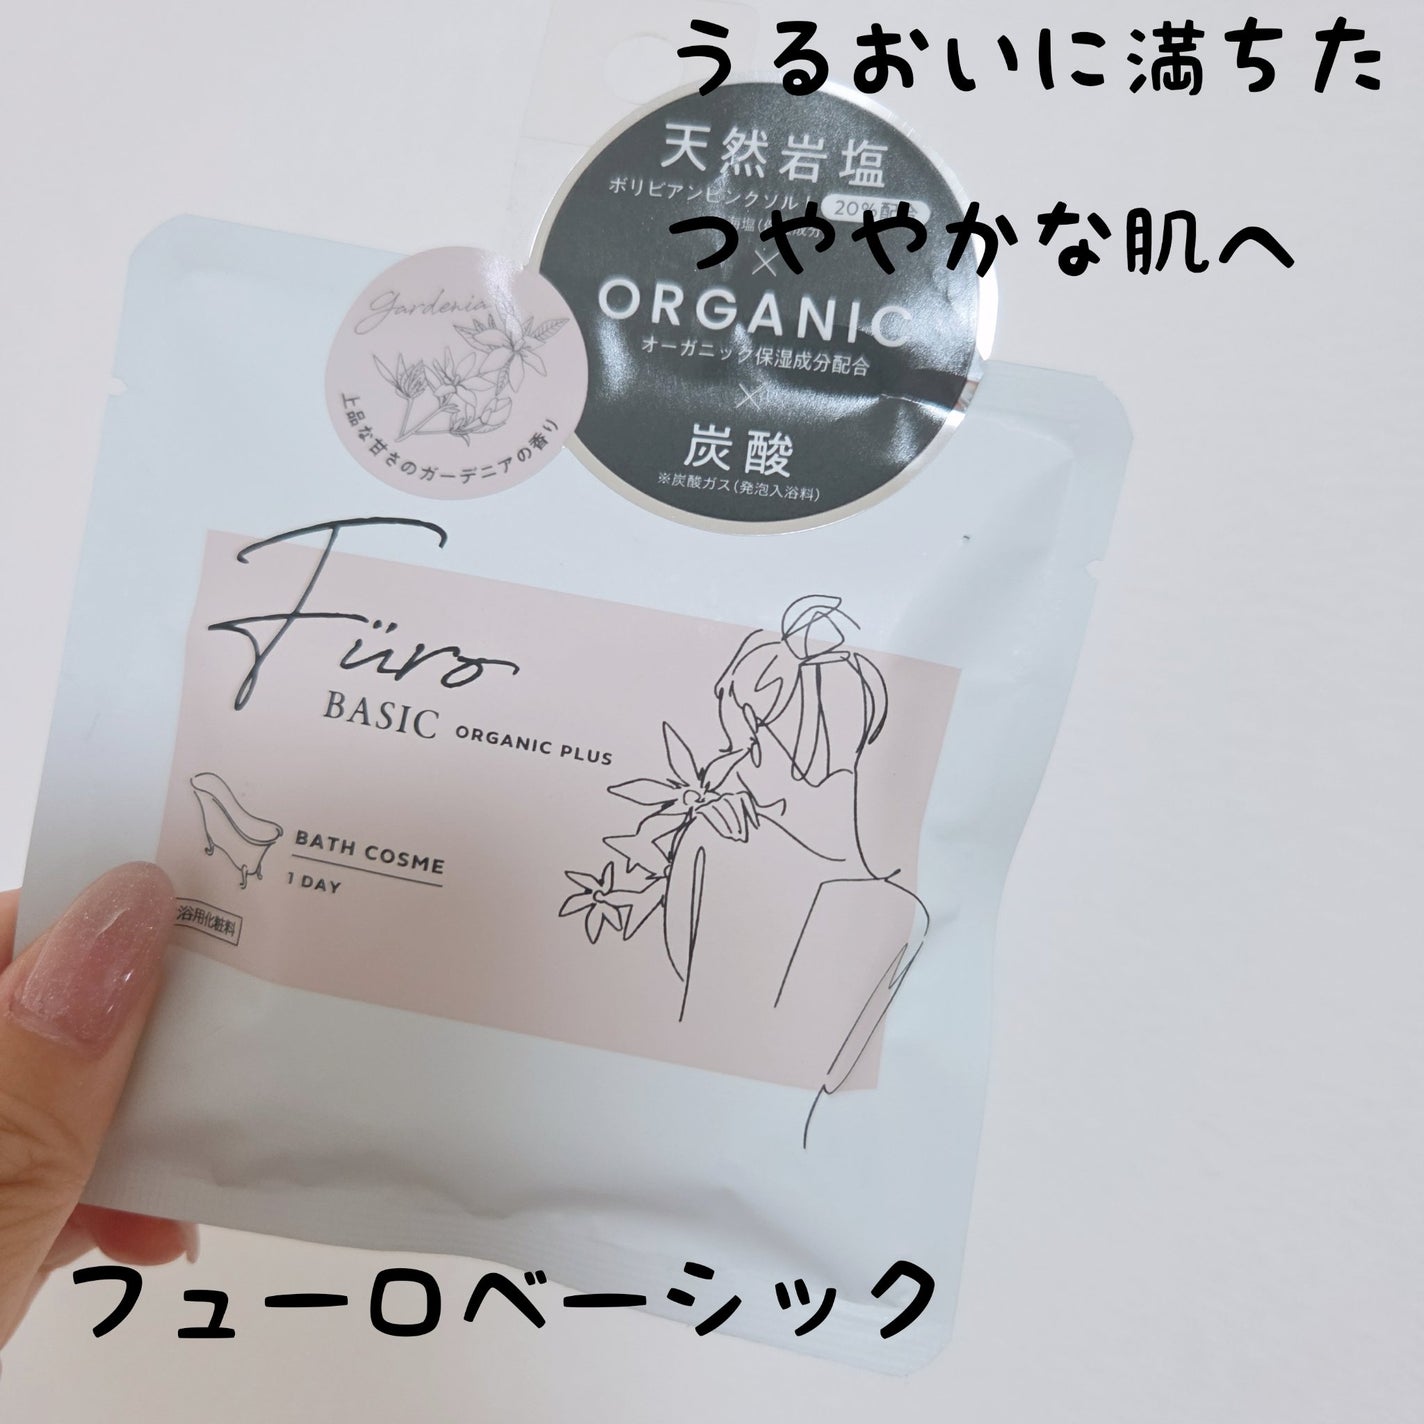 うるおいに満ちた
つややかな肌へ
天然岩塩
ボリビアンピンクソルト 20%配合
×
ORGANIC
オーガニック保湿成分配合
×
炭酸
※炭酸ガス(発泡入浴料)
gardenia
上品な甘さのガーデニアの香り
Füro
BASIC ORGANIC PLUS
BATH COSME
1 DAY
浴用化粧料
フューロベーシック